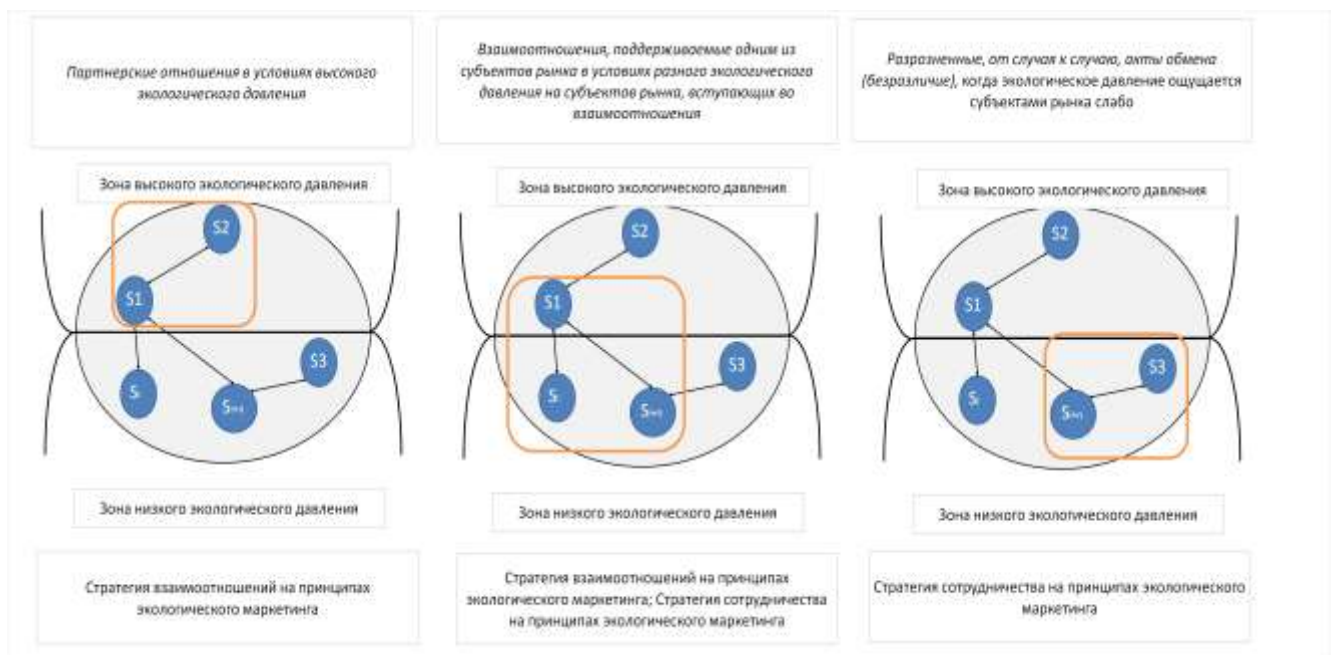 Партнерские отношения в условиях высокого
экологического давления
Взаимоотношения, поддерживаемые одним из
субъектов рынка в условиях разного экологического
давления на субъектов рынка, вступающих во
взаимоотношения
Разрозненные, от случая к случаю, акты обмена
(безразличие), когда экологическое давление ощущается
субъектами рынка слабо
Зона высокого экологического давления
S2
S1
S3
Si
Зона низкого экологического давления
Стратегия взаимоотношений на принципах
экологического маркетинга
Зона высокого экологического давления
S2
S1
S3
Si
Зона низкого экологического давления
Стратегия взаимоотношений на принципах
экологического маркетинга; Стратегия сотрудничества
на принципах экологического маркетинга
Зона высокого экологического давления
S2
S1
S3
Si
Зона низкого экологического давления
Стратегия сотрудничества на принципах экологического
маркетинга